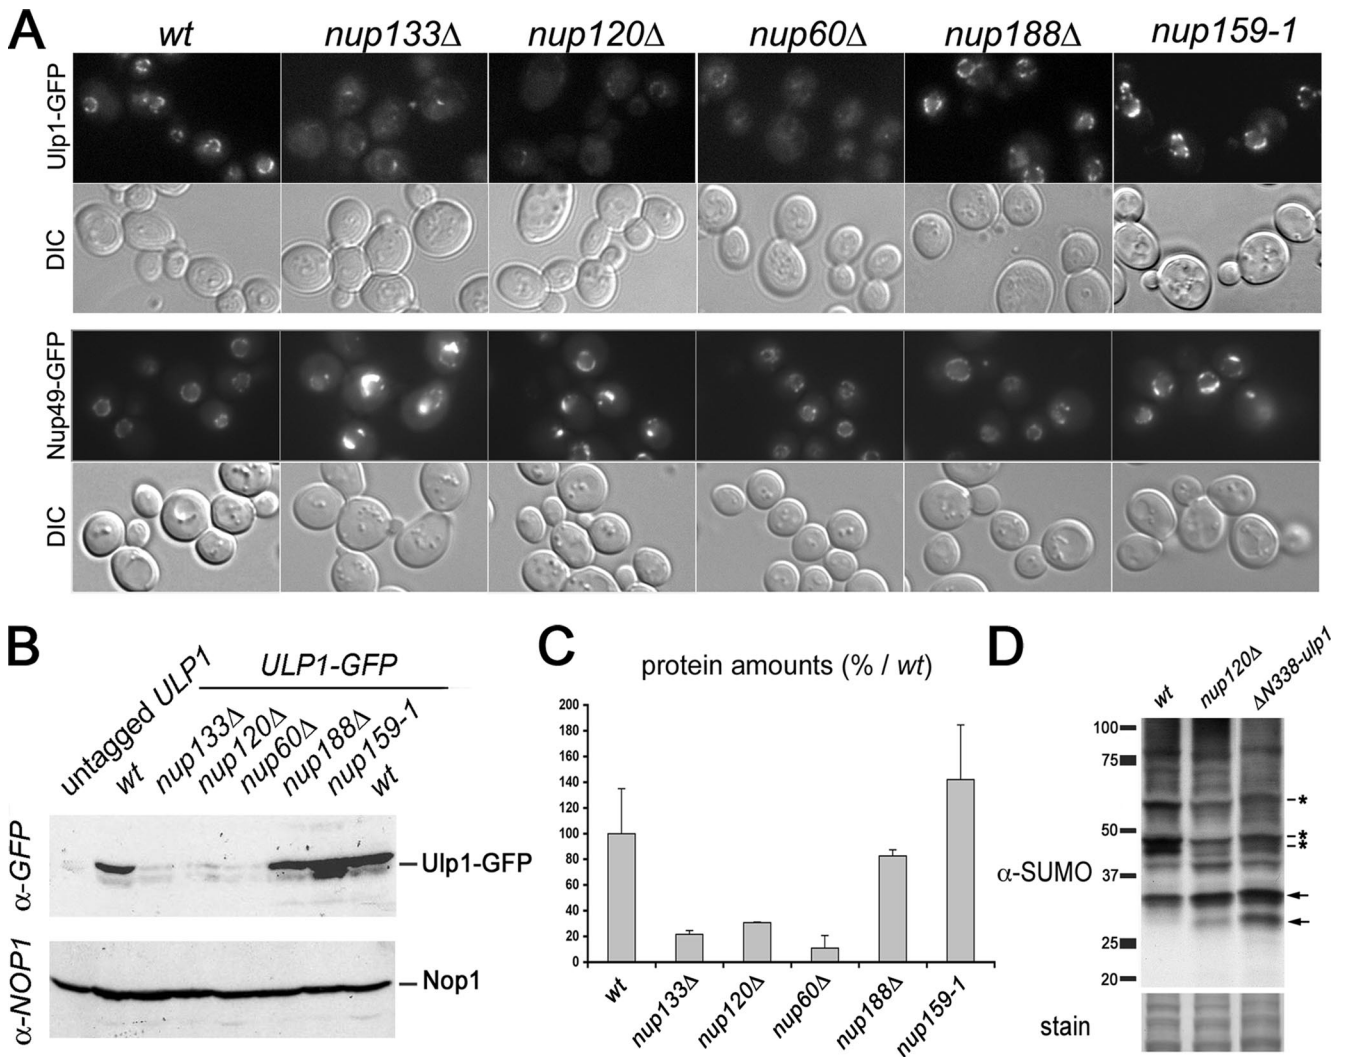 A
wt nup133Δ nup120Δ nup60Δ nup188Δ nup159-1
Ulp1-GFP
DIC
Nup49-GFP
DIC
B
untagged ULP1
ULP1-GFP
wt nup133Δ nup120Δ nup60Δ nup188Δ nup159-1 wt
α-GFP
Ulp1-GFP
α-NOP1
Nop1
C
protein amounts (% / wt)
200
180
160
140
120
100
80
60
40
20
0
wt nup133Δ nup120Δ nup60Δ nup188Δ nup159-1
D
wt nup120Δ ΔN338-ulp1
100
75
*
50
*
*
α-SUMO
37
25
20
stain